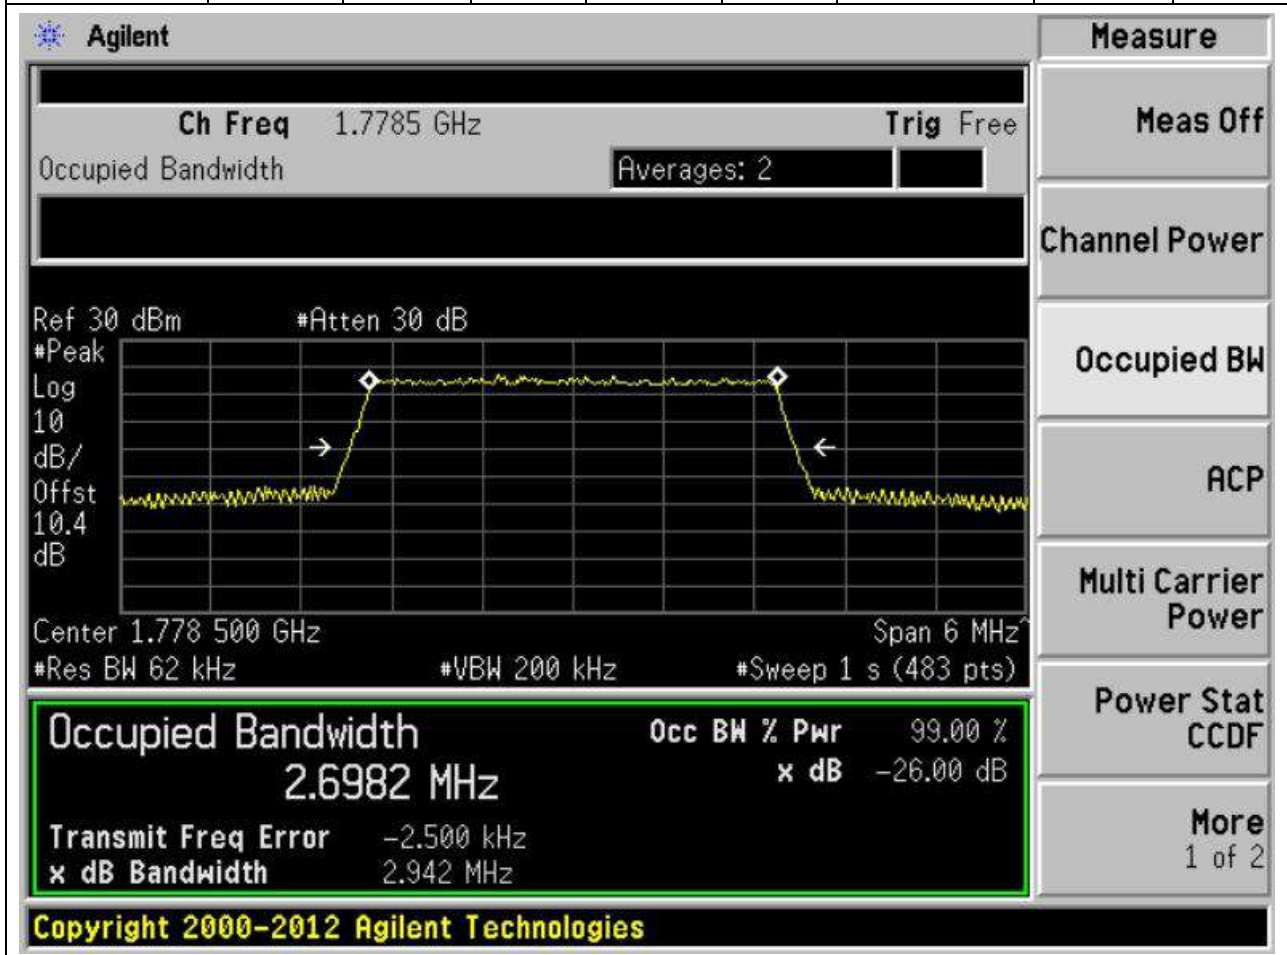 Agilent
Measure
Ch Freq 1.7785 GHz Trig Free
Meas Off
Occupied Bandwidth Averages: 2
Channel Power
Ref 30 dBm #Atten 30 dB
#Peak
Log
10
dB/
Offst
10.4
dB
Occupied BW
ACP
Center 1.778 500 GHz Span 6 MHz^
#Res BW 62 kHz #VBW 200 kHz #Sweep 1 s (483 pts)
Multi Carrier
Power
Occupied Bandwidth Occ BW % Pwr 99.00 %
2.6982 MHz x dB -26.00 dB
Power Stat
CCDF
Transmit Freq Error -2.500 kHz
x dB Bandwidth 2.942 MHz
More
1 of 2
Copyright 2000-2012 Agilent Technologies